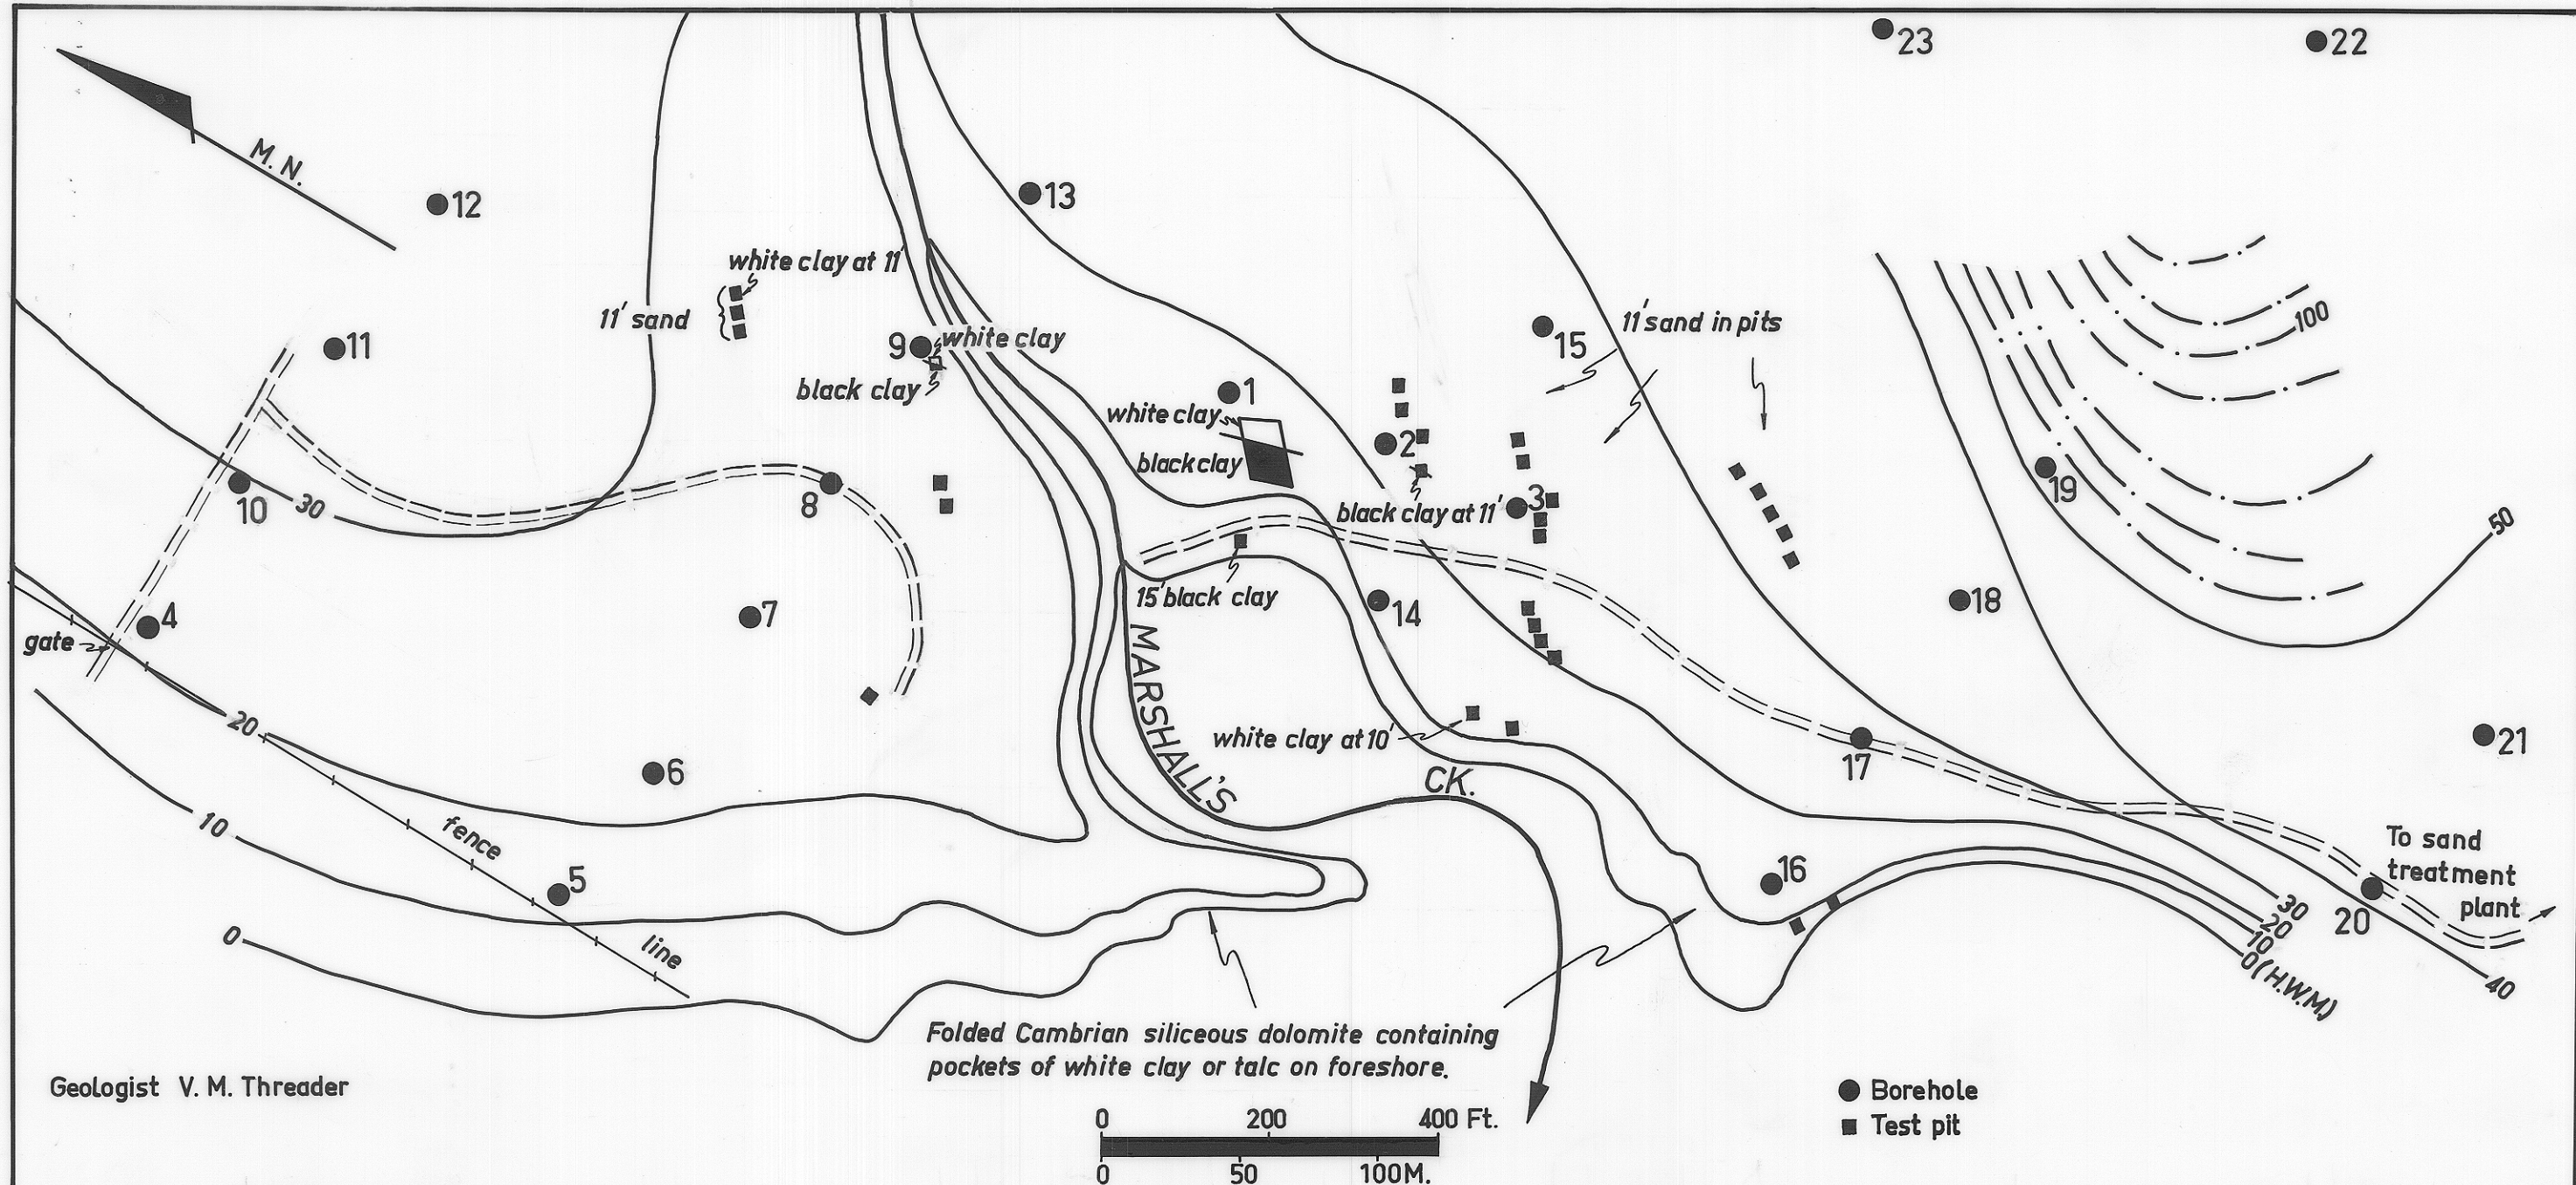 23
22
M. N.
12
13
white clay at 11'
11' sand
100
11' sand in pits
11
9
white clay
15
black clay
1
white clay
2
black clay
19
10
30
8
3
black clay at 11'
50
15' black clay
14
18
4
7
gate
MARSHALL'S
CK.
20
white clay at 10'
17
21
6
10
fence
line
5
16
To sand
treatment
plant
20
30
20
10
0 (H.W.M.)
40
0
Folded Cambrian siliceous dolomite containing
pockets of white clay or talc on foreshore.
Geologist V. M. Threader
Borehole
Test pit
0 200 400 Ft.
0 50 100M.